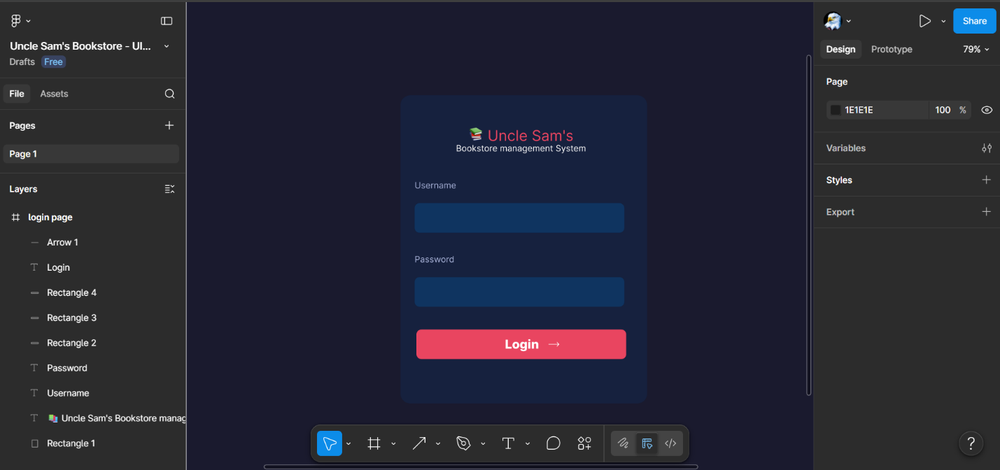 Uncle Sam's Bookstore - UI...
Drafts Free
File Assets
Pages
Page 1
Layers
login page
Arrow 1
Login
Rectangle 4
Rectangle 3
Rectangle 2
Password
Username
📚 Uncle Sam's Bookstore manag
Rectangle 1
📚 Uncle Sam's
Bookstore management System
Username
Password
Login →
Share
Design Prototype 79%
Page
1E1E1E 100 %
Variables
Styles
Export
?